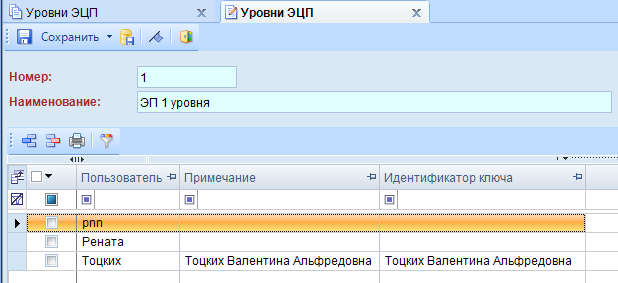 Уровни ЭЦП
Уровни ЭЦП
Сохранить
Номер:
1
Наименование:
ЭП 1 уровня
Пользователь
Примечание
Идентификатор ключа
pnn
Рената
Тоцких
Тоцких Валентина Альфредовна
Тоцких Валентина Альфредовна